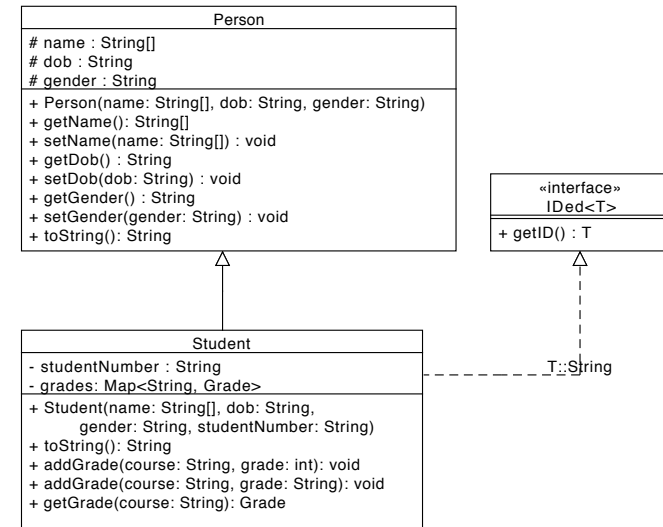 Person
# name : String[]
# dob : String
# gender : String
+ Person(name: String[], dob: String, gender: String)
+ getName(): String[]
+ setName(name: String[]) : void
+ getDob() : String
+ setDob(dob: String) : void
+ getGender() : String
+ setGender(gender: String) : void
+ toString(): String
«interface»
IDed<T>
+ getID() : T
Student
- studentNumber : String
- grades: Map<String, Grade>
+ Student(name: String[], dob: String,
gender: String, studentNumber: String)
+ toString(): String
+ addGrade(course: String, grade: int): void
+ addGrade(course: String, grade: String): void
+ getGrade(course: String): Grade
T::String